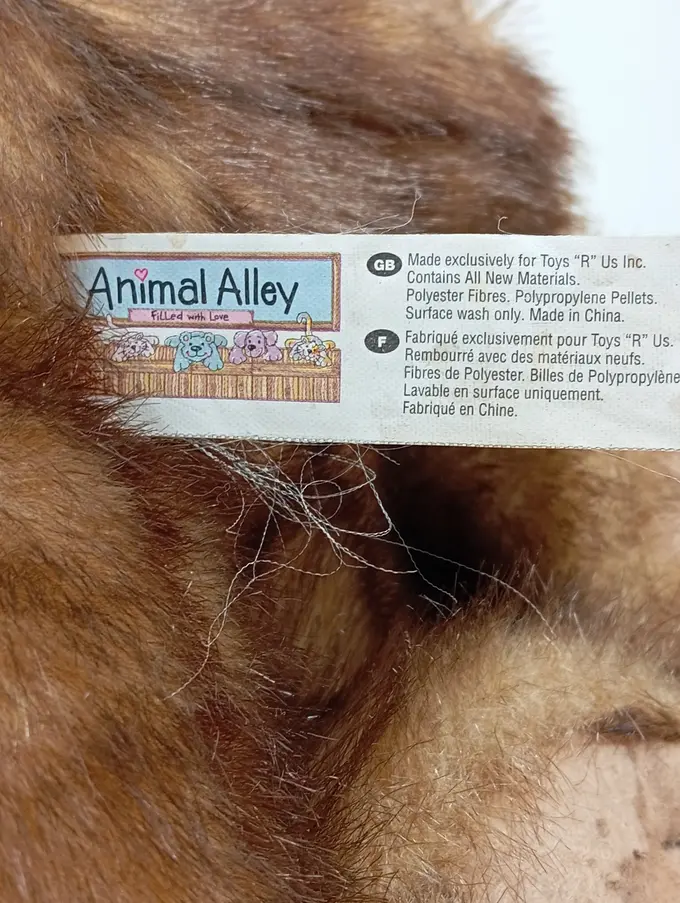 Animal Alley
Filled with Love
GB Made exclusively for Toys "R" Us Inc.
Contains All New Materials.
Polyester Fibres. Polypropylene Pellets.
Surface wash only. Made in China.
F Fabriqué exclusivement pour Toys "R" Us.
Rembourré avec des matériaux neufs.
Fibres de Polyester. Billes de Polypropylène
Lavable en surface uniquement.
Fabriqué en Chine.